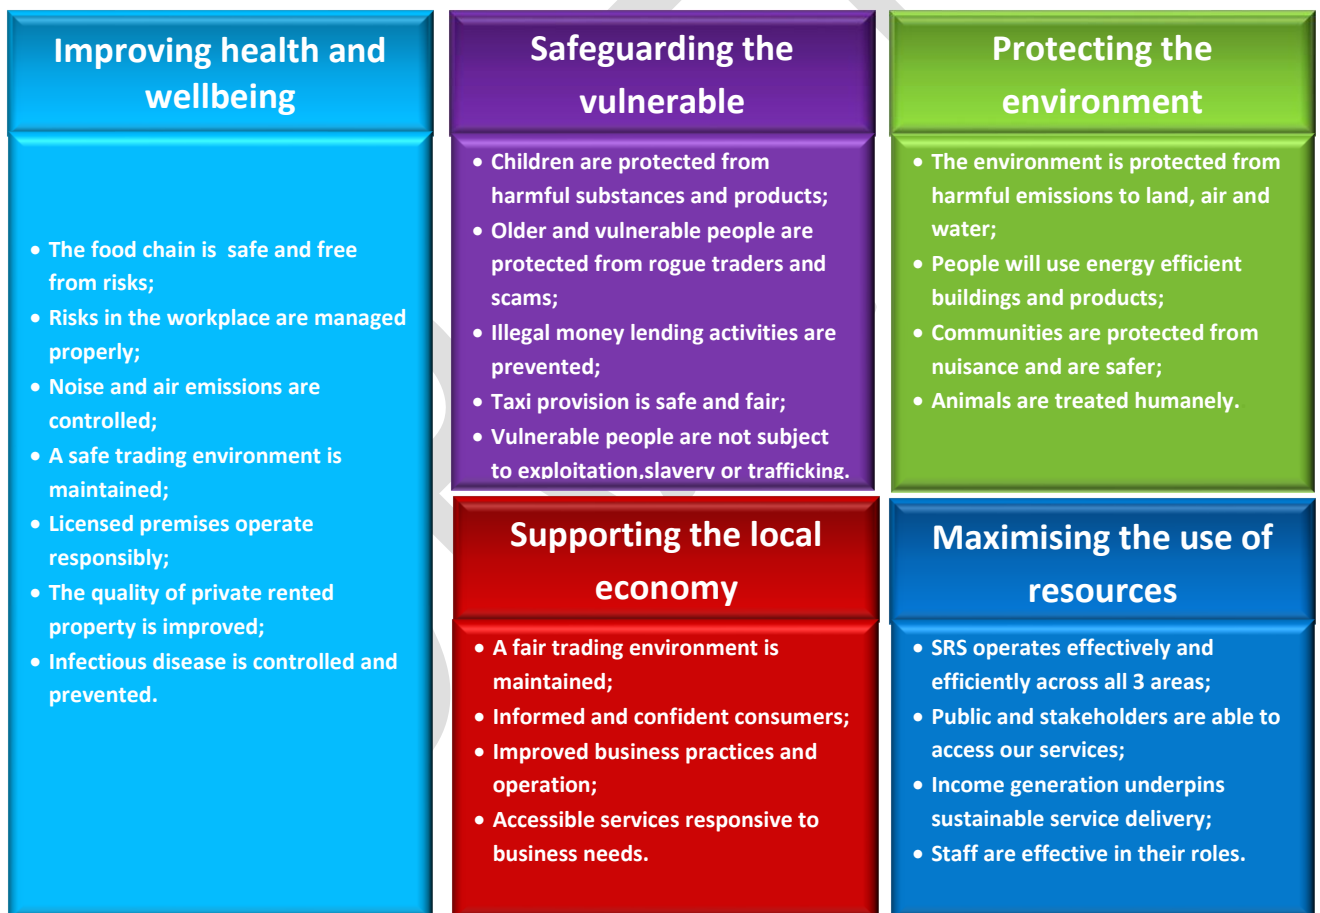 Improving health and
wellbeing
• The food chain is  safe and free
from risks;
• Risks in the workplace are managed
properly;
• Noise and air emissions are
controlled;
• A safe trading environment is
maintained;
• Licensed premises operate
responsibly;
• The quality of private rented
property is improved;
• Infectious disease is controlled and
prevented.
Safeguarding the
vulnerable
• Children are protected from
harmful substances and products;
• Older and vulnerable people are
protected from rogue traders and
scams;
• Illegal money lending activities are
prevented;
• Taxi provision is safe and fair;
• Vulnerable people are not subject
to exploitation,slavery or trafficking.
Protecting the
environment
• The environment is protected from
harmful emissions to land, air and
water;
• People will use energy efficient
buildings and products;
• Communities are protected from
nuisance and are safer;
• Animals are treated humanely.
Supporting the local
economy
• A fair trading environment is
maintained;
• Informed and confident consumers;
• Improved business practices and
operation;
• Accessible services responsive to
business needs.
Maximising the use of
resources
• SRS operates effectively and
efficiently across all 3 areas;
• Public and stakeholders are able to
access our services;
• Income generation underpins
sustainable service delivery;
• Staff are effective in their roles.